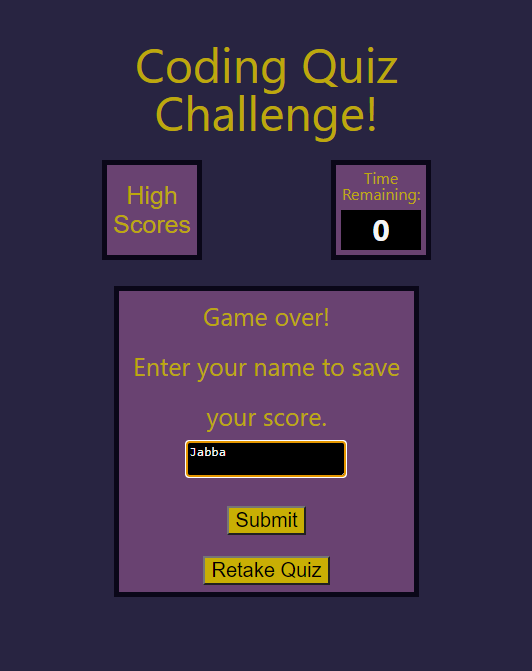 Coding Quiz
Challenge!
High
Scores
Time
Remaining:
0
Game over!
Enter your name to save
your score.
Jabba
Submit
Retake Quiz